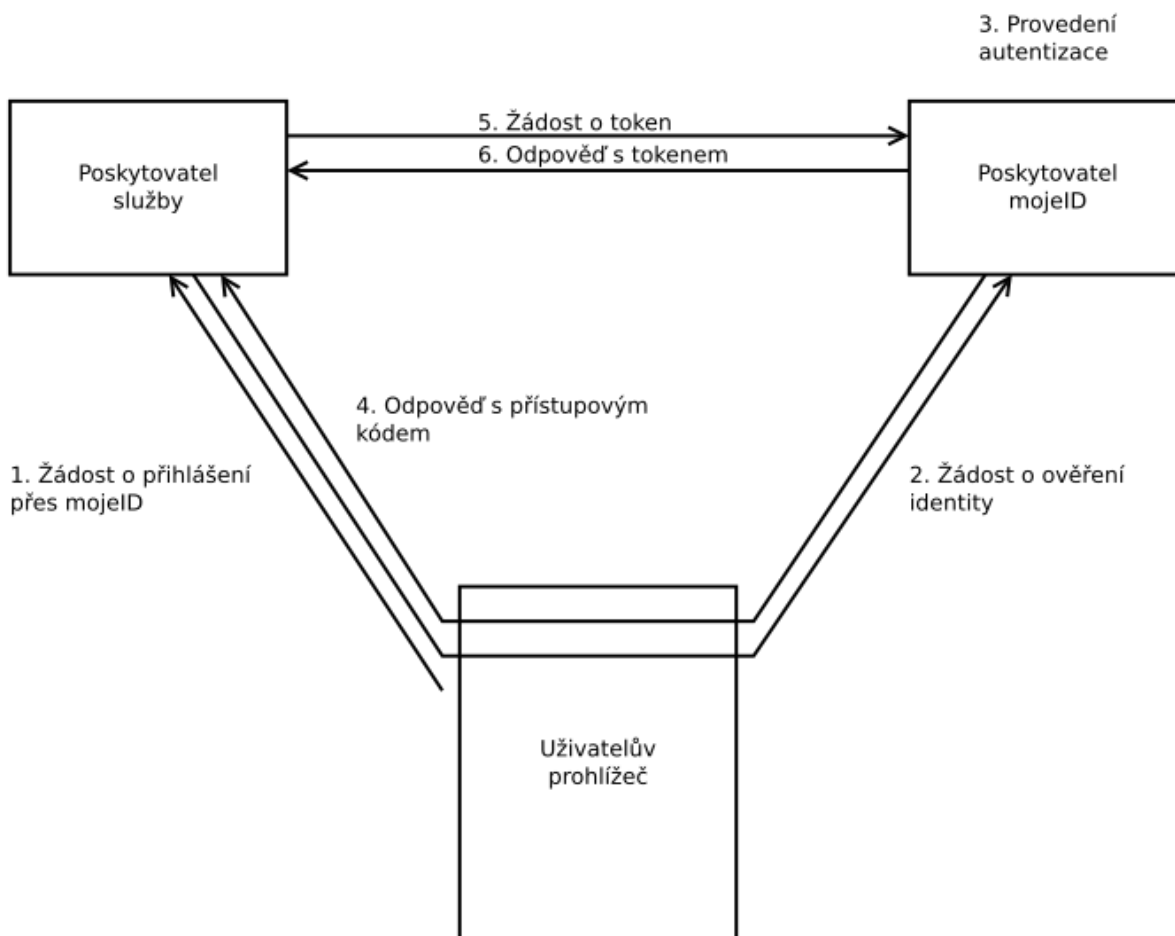 3. Provedení
autentizace
5. Žádost o token
6. Odpověď s tokenem
Poskytovatel
služby
Poskytovatel
mojeID
4. Odpověď s přístupovým
kódem
1. Žádost o přihlášení
přes mojeID
2. Žádost o ověření
identity
Uživatelův
prohlížeč